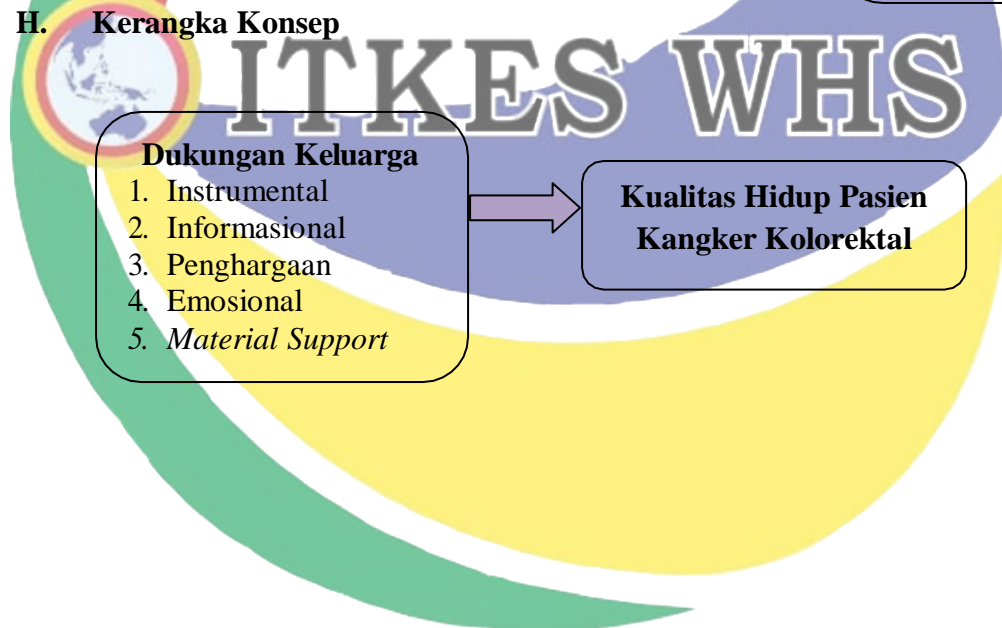 H. Kerangka Konsep
ITKES WHS
Dukungan Keluarga
1. Instrumental
2. Informasional
3. Penghargaan
4. Emosional
5. Material Support
Kualitas Hidup Pasien
Kangker Kolorektal